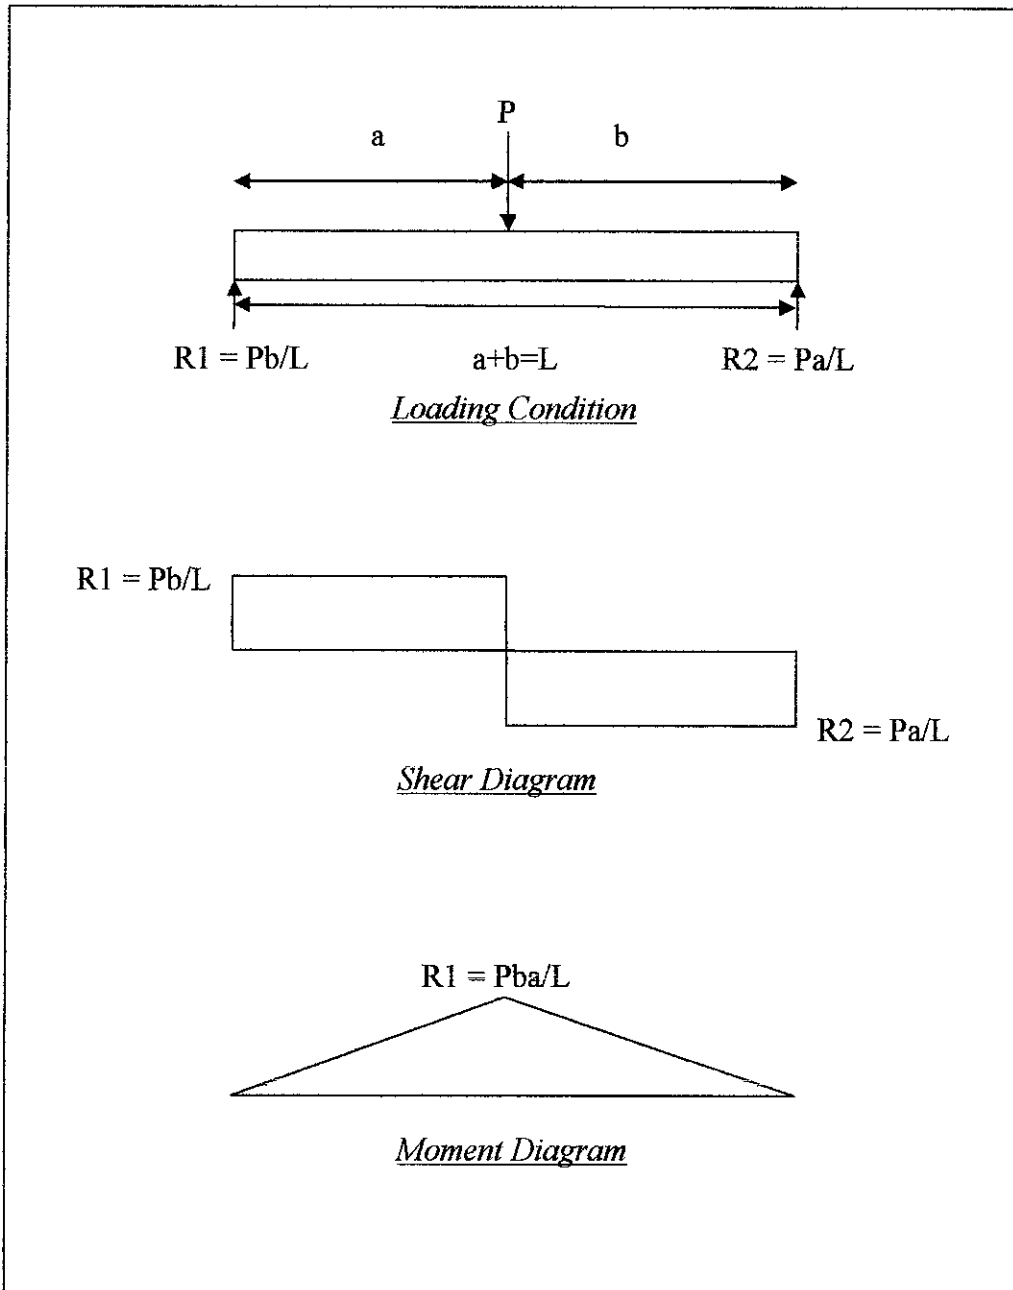 P
a b
R1 = Pb/L a+b=L R2 = Pa/L
Loading Condition
R1 = Pb/L
R2 = Pa/L
Shear Diagram
R1 = Pba/L
Moment Diagram